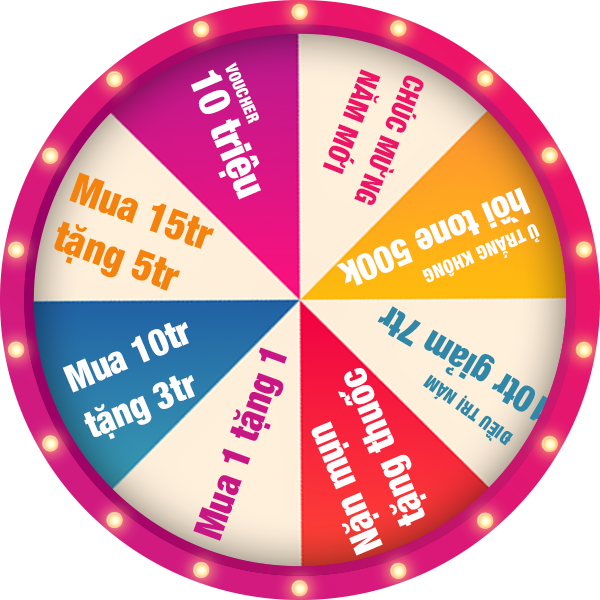 VOUCHER
10 triệu
CHÚC MỪNG
NĂM MỚI
Ủ TRẮNG KHÔNG
hồi tone 500k
ĐIỀU TRỊ NÁM
10tr giảm 7tr
Nặn mụn
tặng thuốc
Mua 1 tặng 1
Mua 10tr
tặng 3tr
Mua 15tr
tặng 5tr